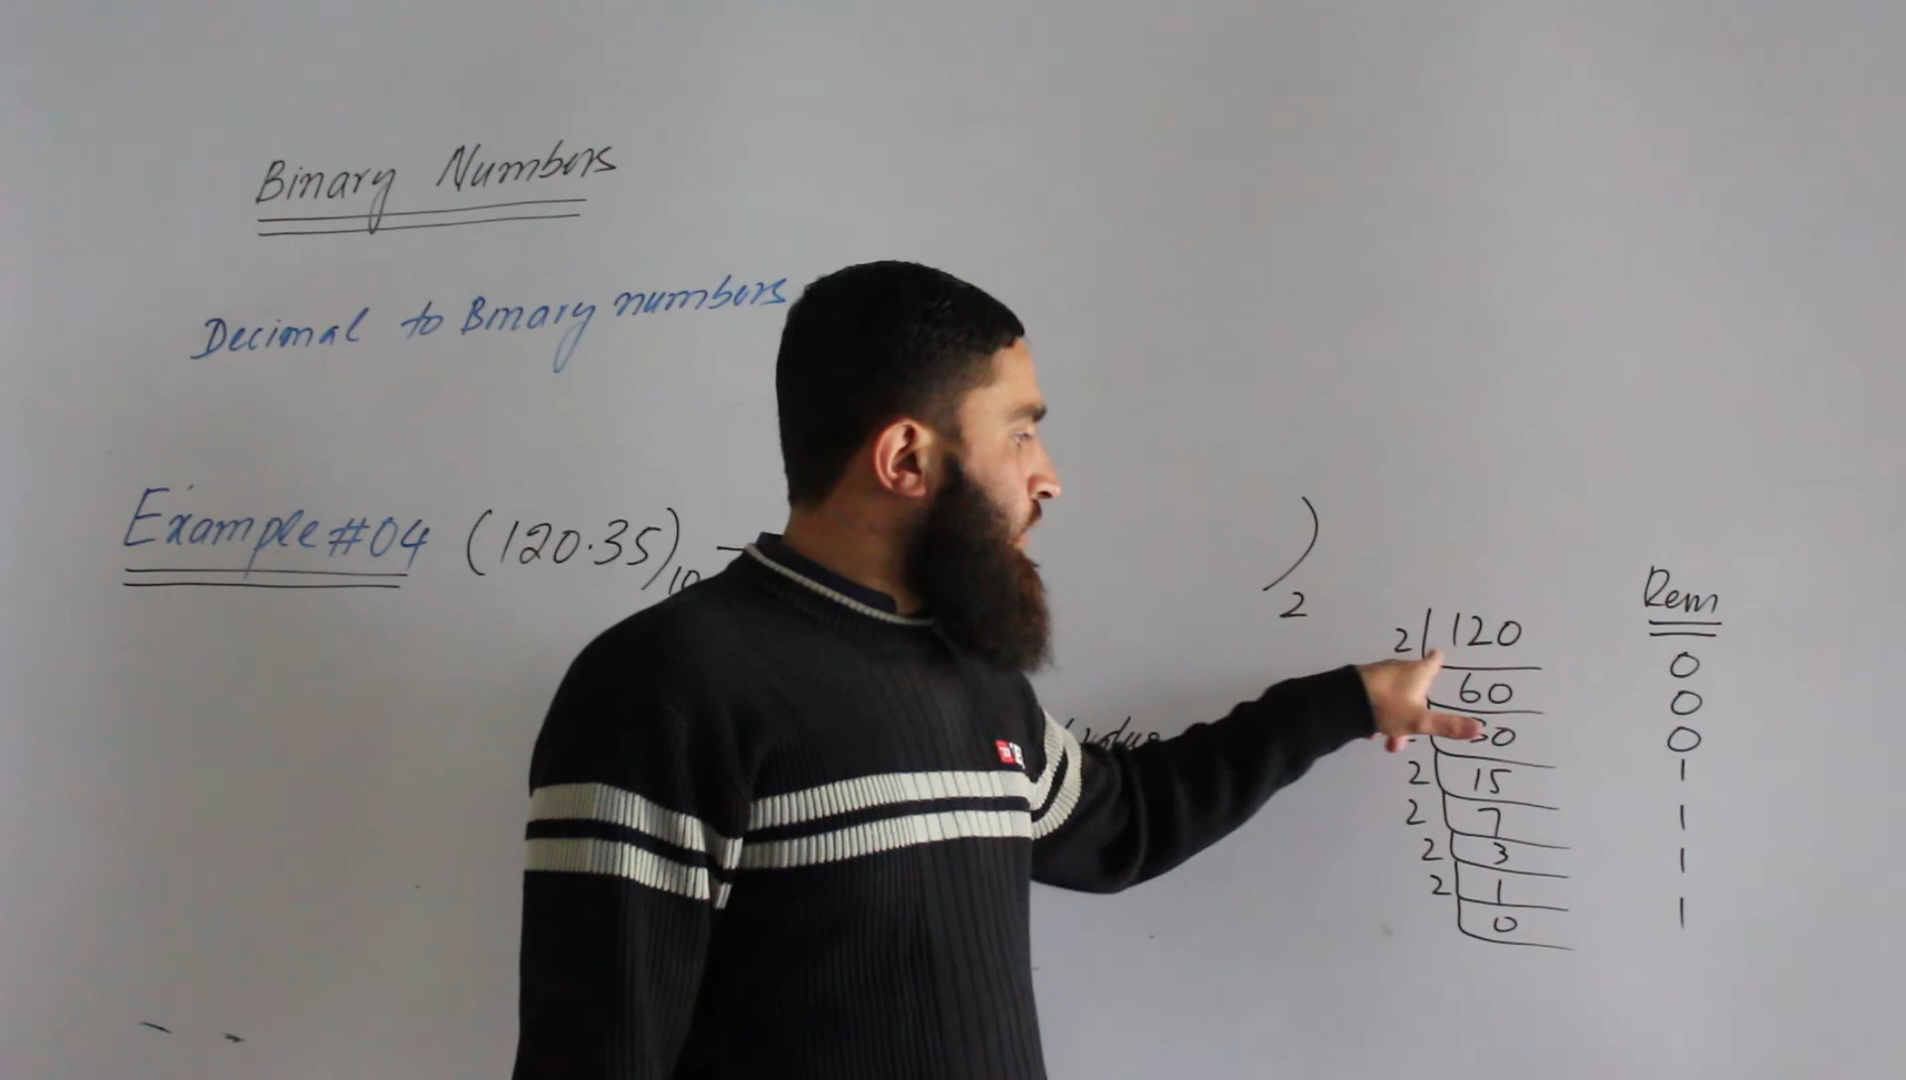 Binary Numbers
Decimal to Binary numbers
Example #04 (120.35)10 )2
Rem
2 120
60 0
30 0
2 15 0
2 7 1
2 3 1
2 1 1
0 1